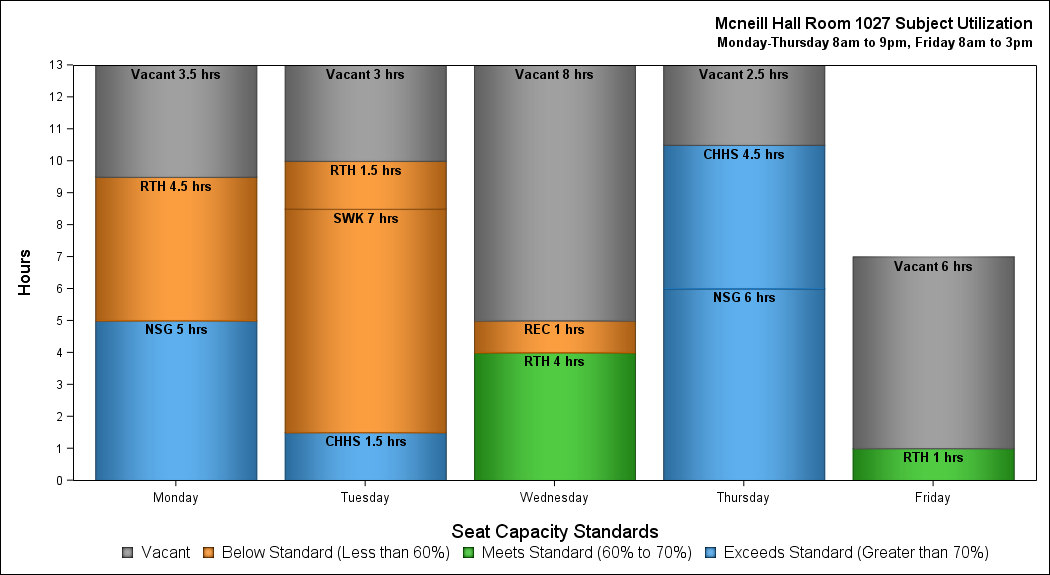 Mcneill Hall Room 1027 Subject Utilization
Monday-Thursday 8am to 9pm, Friday 8am to 3pm
Hours
13
12
11
10
9
8
7
6
5
4
3
2
1
0
Vacant 3.5 hrs
RTH 4.5 hrs
NSG 5 hrs
Vacant 3 hrs
RTH 1.5 hrs
SWK 7 hrs
CHHS 1.5 hrs
Vacant 8 hrs
REC 1 hrs
RTH 4 hrs
Vacant 2.5 hrs
CHHS 4.5 hrs
NSG 6 hrs
Vacant 6 hrs
RTH 1 hrs
Monday Tuesday Wednesday Thursday Friday
Seat Capacity Standards
Vacant Below Standard (Less than 60%) Meets Standard (60% to 70%) Exceeds Standard (Greater than 70%)